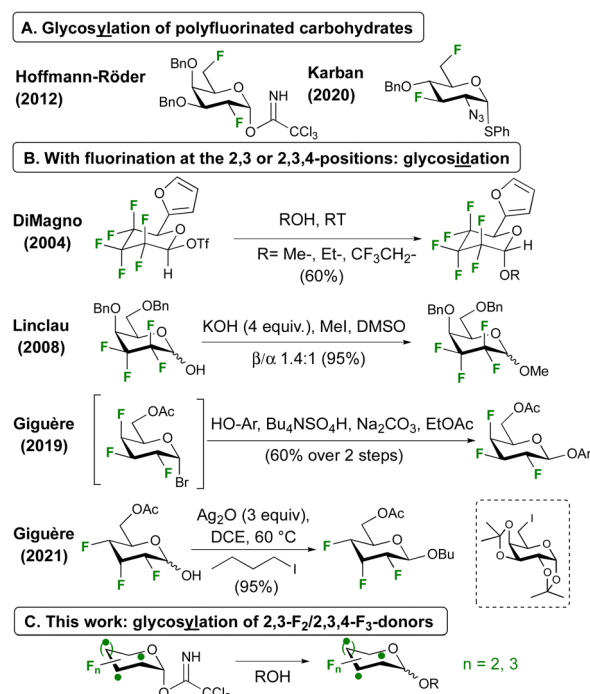 A. Glycosylation of polyfluorinated carbohydrates
Hoffmann-Röder
(2012)
BnO
F
O
BnO
F
O
NH
CCl3
Karban
(2020)
F
BnO
O
F
N3
SPh
B. With fluorination at the 2,3 or 2,3,4-positions: glycosidation
DiMagno
(2004)
O
F
F
F
F
F
F
O
OTf
H
ROH, RT
R= Me-, Et-, CF3CH2-
(60%)
O
F
F
F
F
F
F
O
H
OR
Linclau
(2008)
BnO
OBn
F
O
F
F
F
OH
KOH (4 equiv.), MeI, DMSO
β/α 1.4:1 (95%)
BnO
OBn
F
O
F
F
F
OMe
Giguère
(2019)
F
OAc
O
F
F
Br
HO-Ar, Bu4NSO4H, Na2CO3, EtOAc
(60% over 2 steps)
OAc
F
O
F
F
OAr
Giguère
(2021)
OAc
F
O
F
F
OH
Ag2O (3 equiv),
DCE, 60 °C
I
(95%)
OAc
F
O
OBu
F
F
I
O
O
O
O
O
C. This work: glycosylation of 2,3-F2/2,3,4-F3-donors
Fn
O
O
NH
CCl3
ROH
Fn
O
OR
n = 2, 3